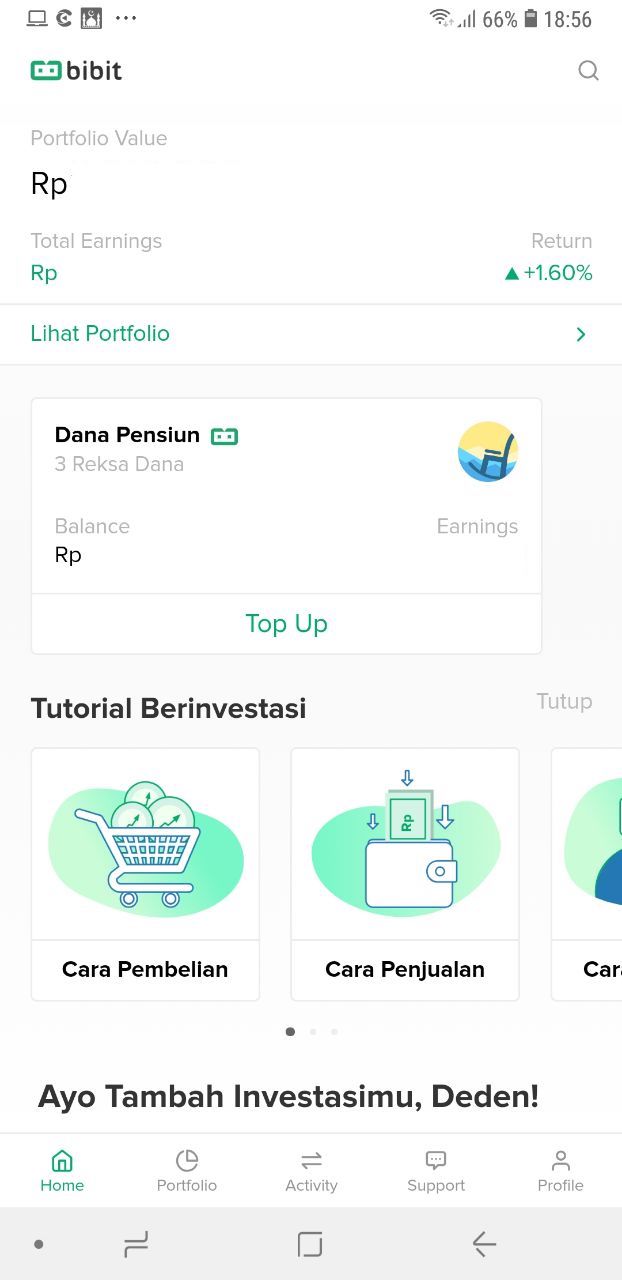 66% 18:56
bibit
Portfolio Value
Rp
Total Earnings Return
Rp ▲ +1.60%
Lihat Portfolio
Dana Pensiun
3 Reksa Dana
Balance Earnings
Rp
Top Up
Tutorial Berinvestasi Tutup
Rp
Cara Pembelian Cara Penjualan Cara
Ayo Tambah Investasimu, Deden!
Home Portfolio Activity Support Profile